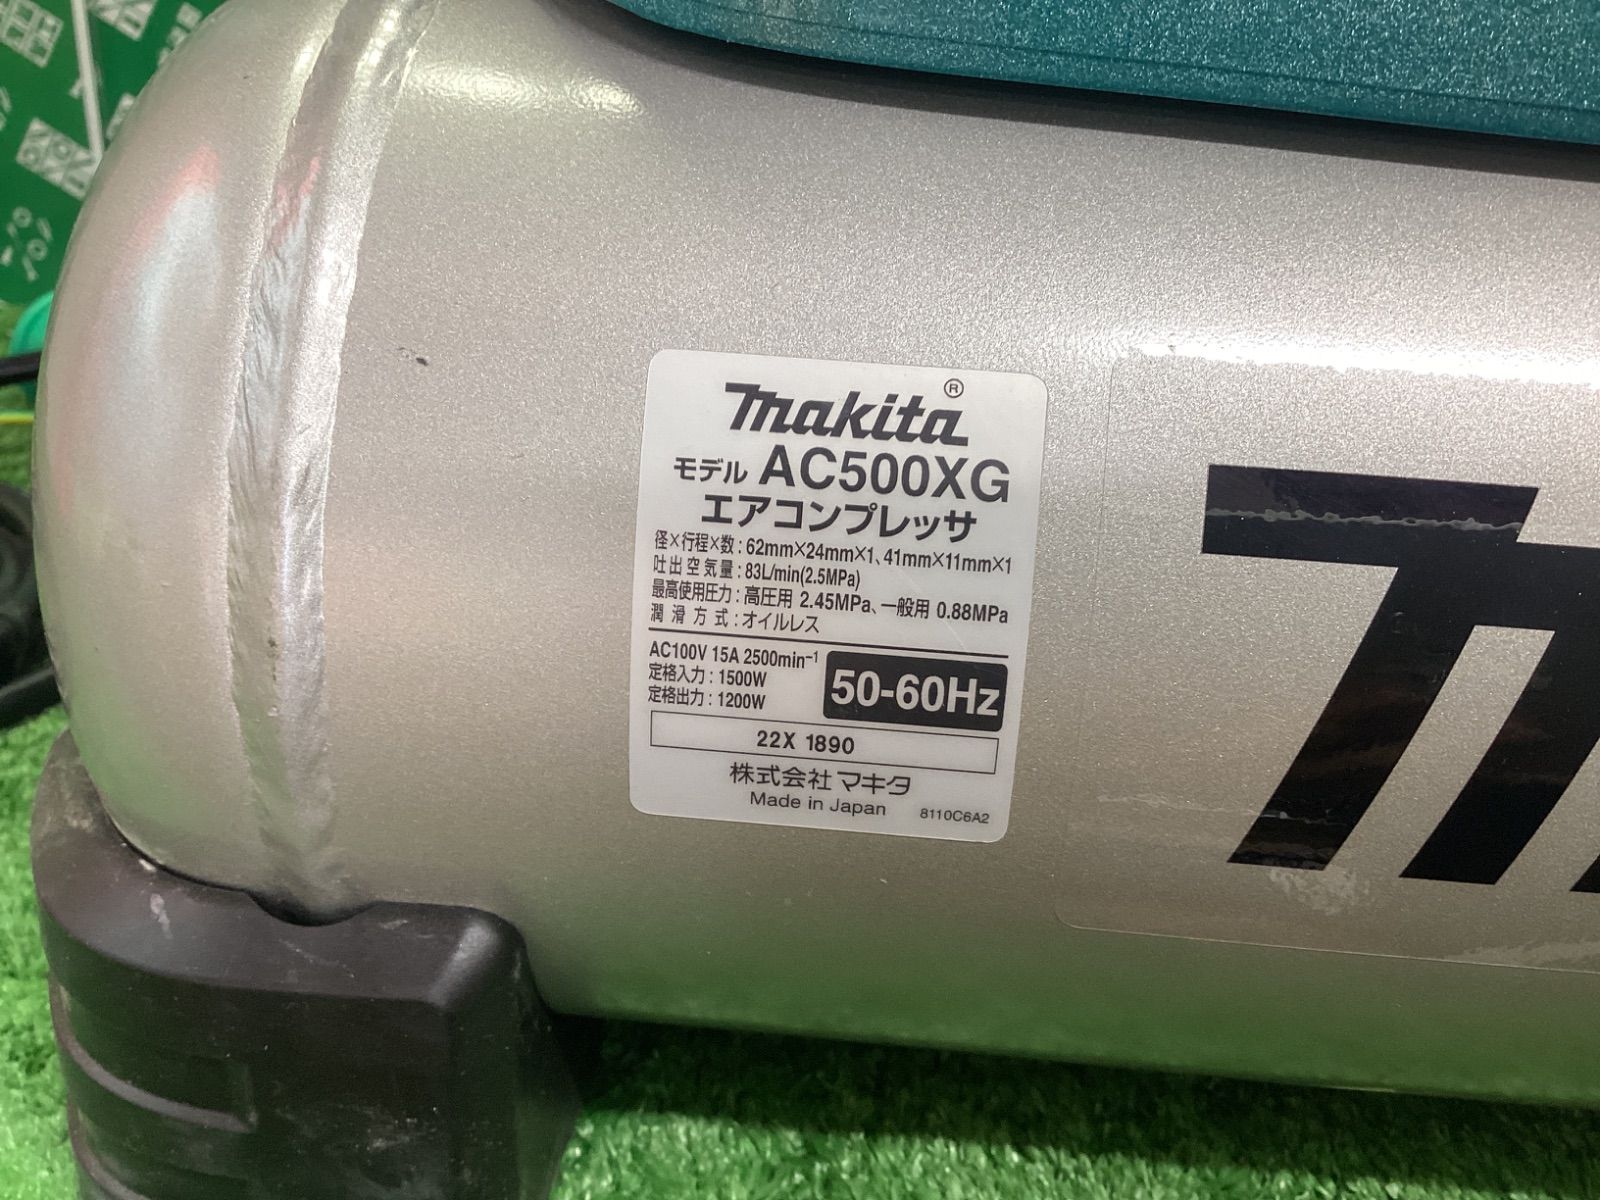 makita®
モデル AC500XG
エアコンプレッサ
径×行程×数：62mm×24mm×1、41mm×11mm×1
吐出空気量：83L/min(2.5MPa)
最高使用圧力：高圧用 2.45MPa、一般用 0.88MPa
潤滑方式：オイルレス
AC100V 15A 2500min⁻¹
定格入力：1500W
定格出力：1200W
50-60Hz
22X 1890
株式会社 マキタ
Made in Japan
8110C6A2